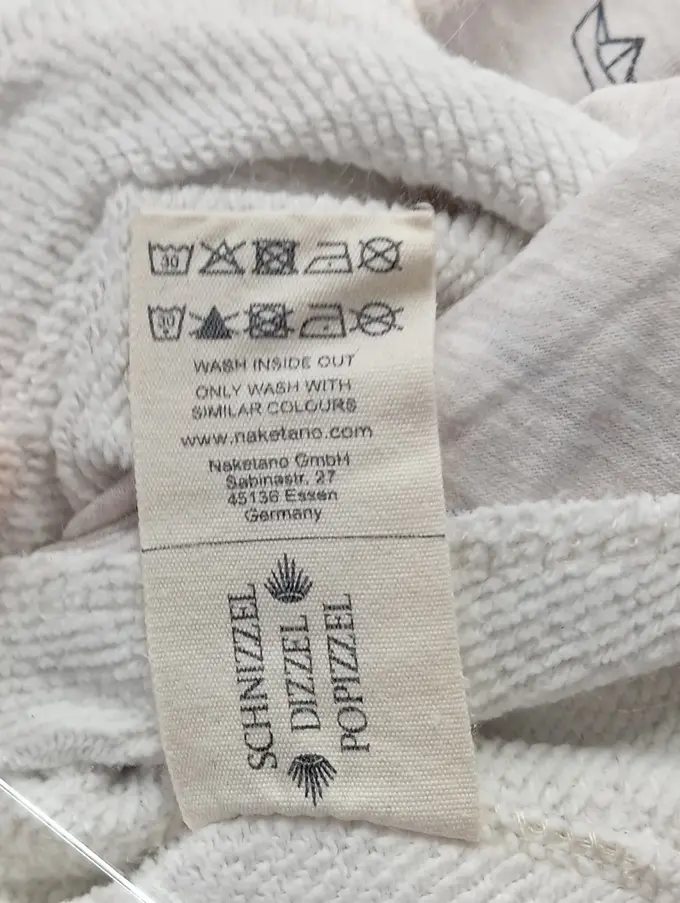 30
30
WASH INSIDE OUT
ONLY WASH WITH
SIMILAR COLOURS
www.naketano.com
Naketano GmbH
Sabinastr. 27
45136 Essen
Germany
SCHNIZZEL
DIZZEL
POPIZZEL